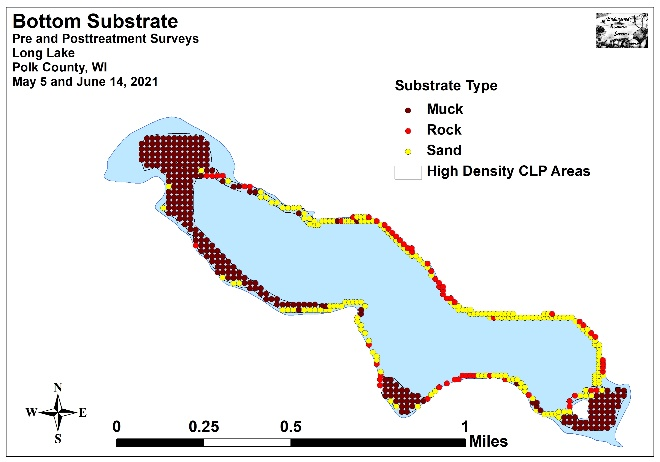 Bottom Substrate
Pre and Posttreatment Surveys
Long Lake
Polk County, WI
May 5 and June 14, 2021
Substrate Type
Muck
Rock
Sand
High Density CLP Areas
N
W E
S
0 0.25 0.5 1
Miles